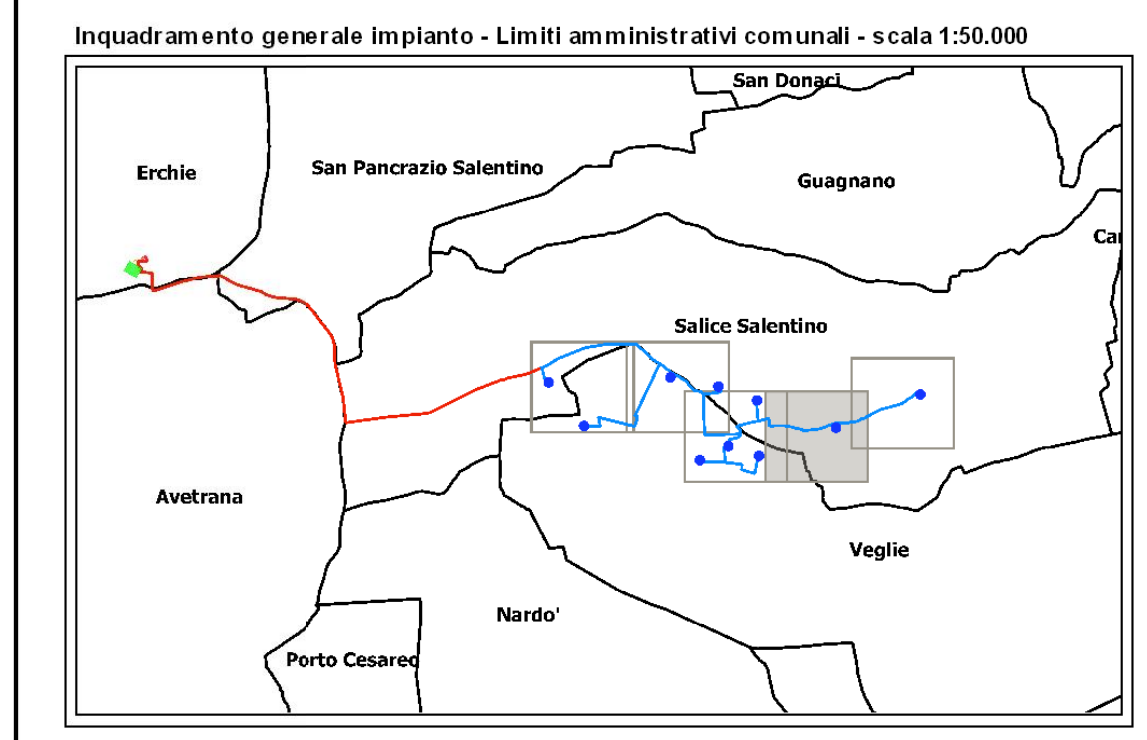 Inquadramento generale impianto - Limiti amministrativi comunali - scala 1:50.000
San Donaci
Erchie
San Pancrazio Salentino
Guagnano
Car
Salice Salentino
Avetrana
Veglie
Nardo'
Porto Cesareo